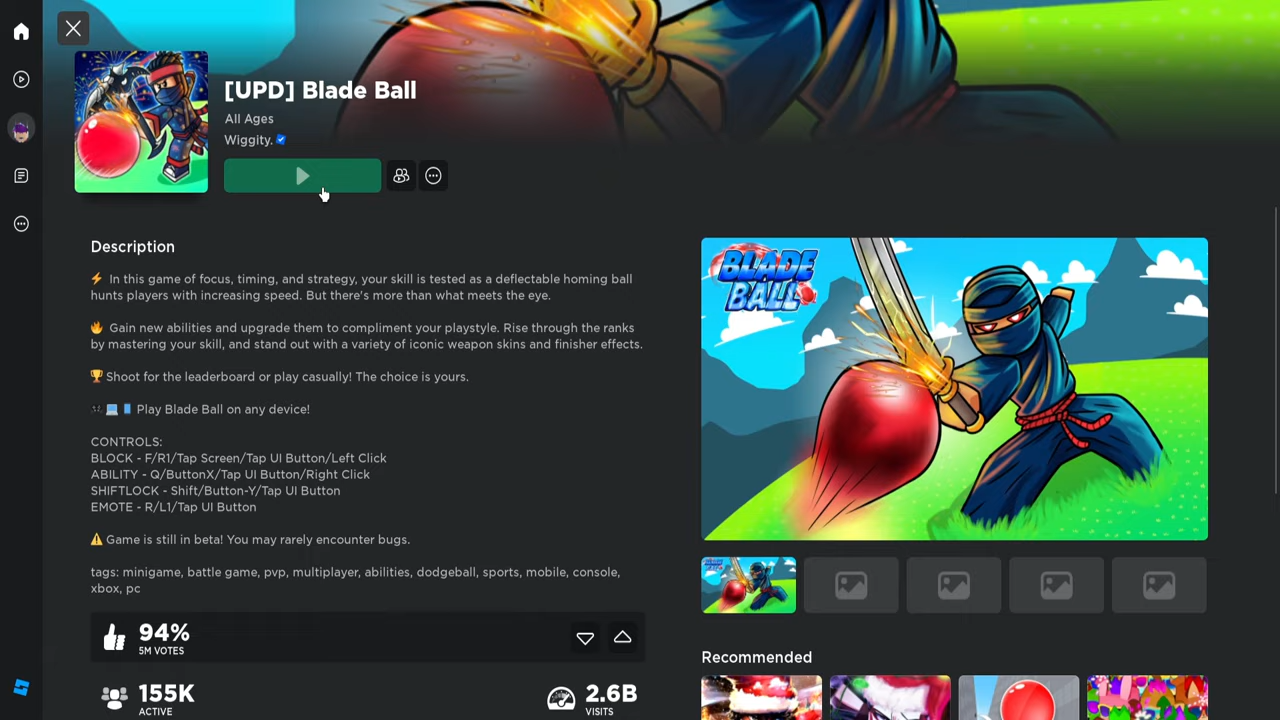 [UPD] Blade Ball
All Ages
Wiggity.
Description
⚡ In this game of focus, timing, and strategy, your skill is tested as a deflectable homing ball
hunts players with increasing speed. But there's more than what meets the eye.
🔥 Gain new abilities and upgrade them to compliment your playstyle. Rise through the ranks
by mastering your skill, and stand out with a variety of iconic weapon skins and finisher effects.
🏆Shoot for the leaderboard or play casually! The choice is yours.
🎮💻📱 Play Blade Ball on any device!
CONTROLS:
BLOCK - F/R1/Tap Screen/Tap UI Button/Left Click
ABILITY - Q/ButtonX/Tap UI Button/Right Click
SHIFTLOCK - Shift/Button-Y/Tap UI Button
EMOTE - R/L1/Tap UI Button
⚠️Game is still in beta! You may rarely encounter bugs.
tags: minigame, battle game, pvp, multiplayer, abilities, dodgeball, sports, mobile, console,
xbox, pc
94%
5M VOTES
155K
ACTIVE
2.6B
VISITS
BLADE
BALL
Recommended